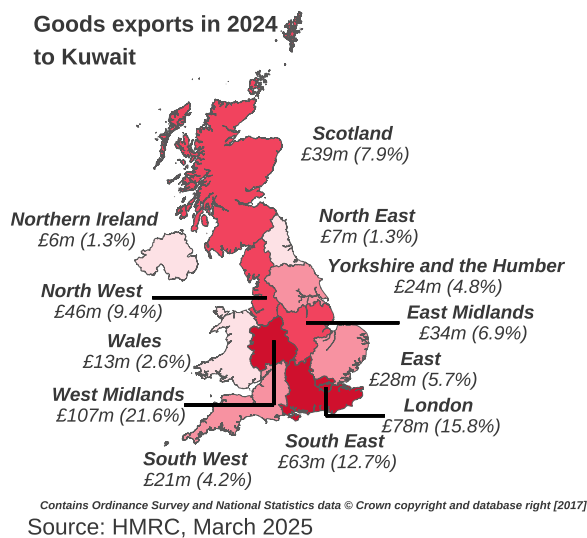 Goods exports in 2024
to Kuwait
Scotland
£39m (7.9%)
Northern Ireland
£6m (1.3%)
North East
£7m (1.3%)
Yorkshire and the Humber
£24m (4.8%)
North West
£46m (9.4%)
East Midlands
£34m (6.9%)
Wales
£13m (2.6%)
East
£28m (5.7%)
West Midlands
£107m (21.6%)
London
£78m (15.8%)
South East
£63m (12.7%)
South West
£21m (4.2%)
Contains Ordinance Survey and National Statistics data © Crown copyright and database right [2017]
Source: HMRC, March 2025